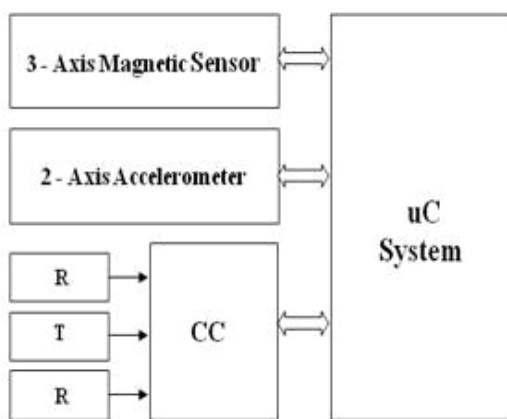 3 - Axis Magnetic Sensor
2 - Axis Accelerometer
R
T
R
CC
uC
System